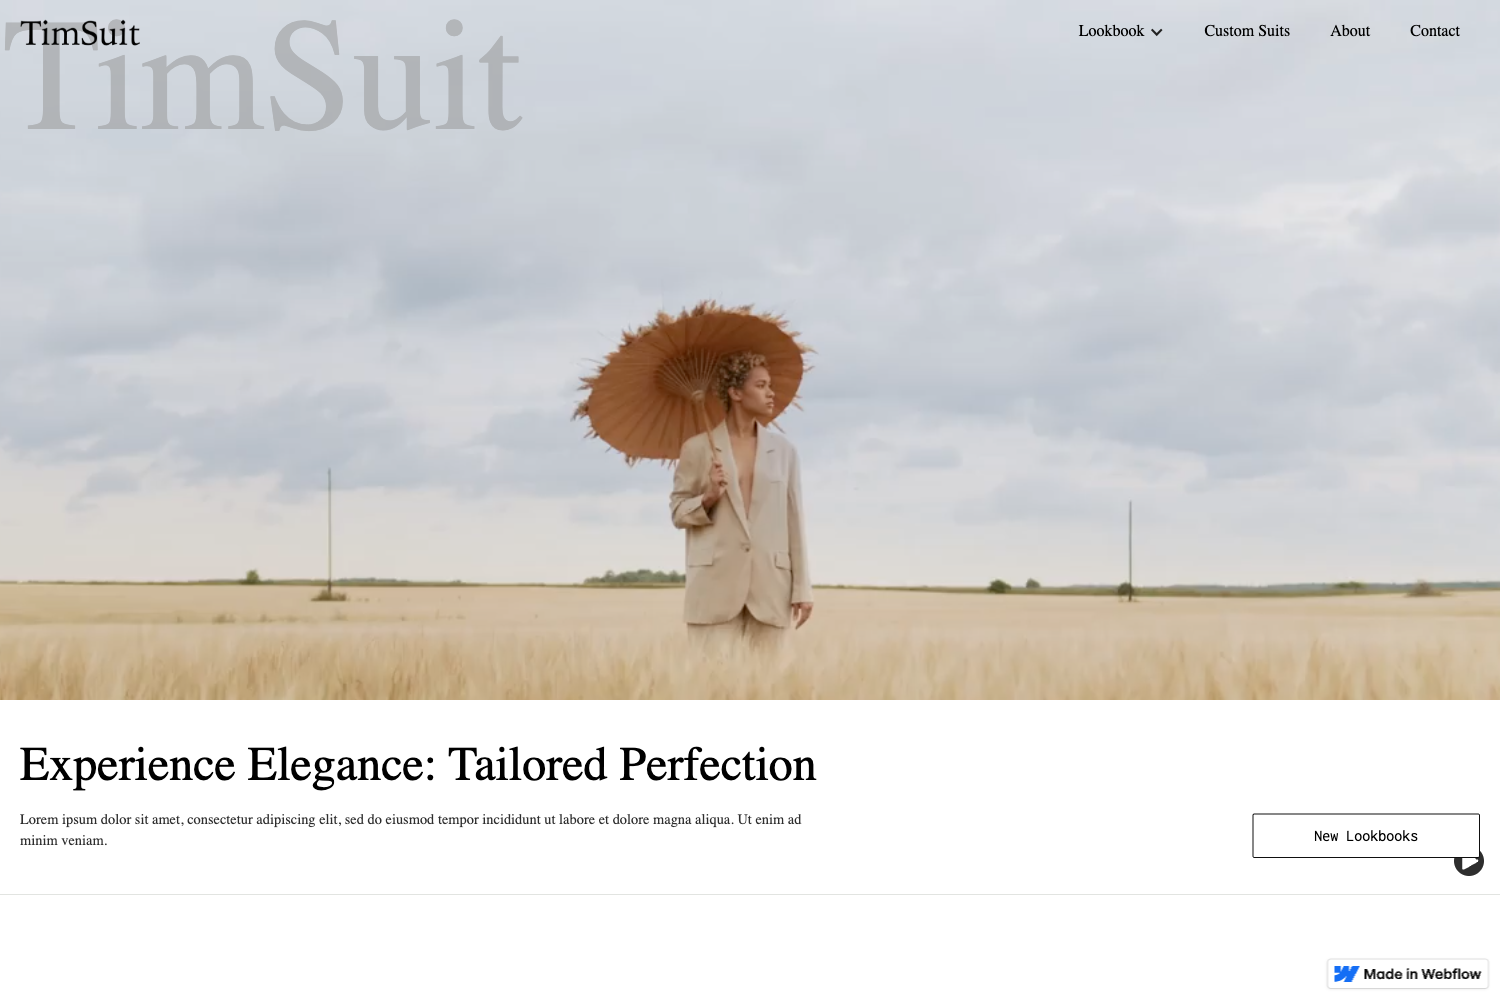 TimSuit
TimSuit
Lookbook
Custom Suits
About
Contact
Experience Elegance: Tailored Perfection
Lorem ipsum dolor sit amet, consectetur adipiscing elit, sed do eiusmod tempor incididunt ut labore et dolore magna aliqua. Ut enim ad
minim veniam.
New Lookbooks
Made in Webflow